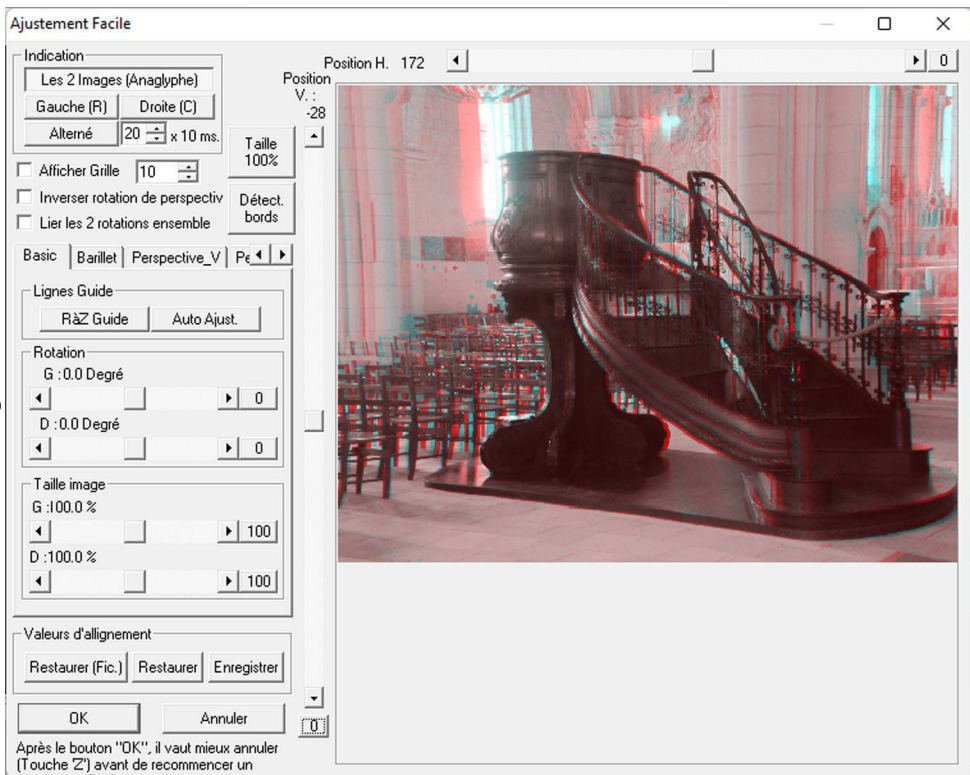 Ajustement Facile
Indication
Les 2 Images (Anaglyphe)
Gauche (R) Droite (C)
Alterné 20 x 10 ms.
Afficher Grille 10
Inverser rotation de perspectiv
Lier les 2 rotations ensemble
Position H. 172 0
Position
V. :
-28
Taille
100%
Détect.
bords
Basic Barillet Perspective_V Pe
Lignes Guide
RàZ Guide Auto Ajust.
Rotation
G :0.0 Degré
0
D :0.0 Degré
0
Taille image
G :100.0 %
100
D :100.0 %
100
Valeurs d'allignement
Restaurer (Fic.) Restaurer Enregistrer
OK Annuler
0
Après le bouton "OK", il vaut mieux annuler
(Touche 'Z') avant de recommencer un